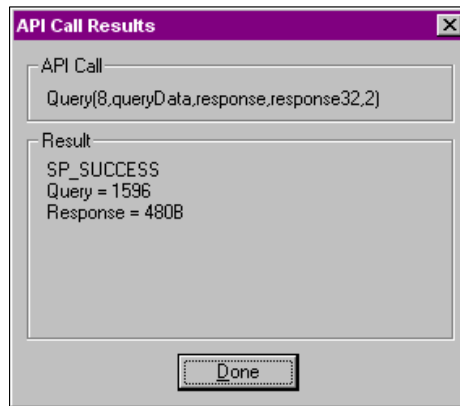 API Call Results
API Call
Query(8,queryData,response,response32,2)
Result
SP_SUCCESS
Query = 1596
Response = 480B
Done